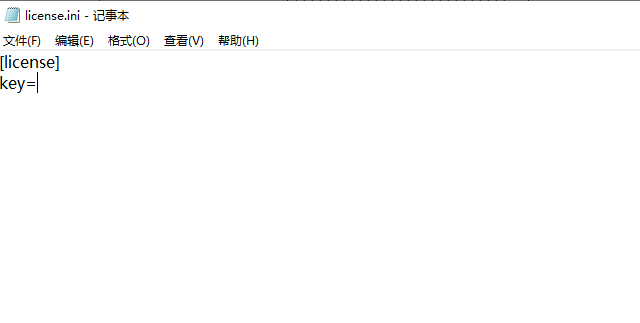 license.ini - 记事本
文件(F) 编辑(E) 格式(O) 查看(V) 帮助(H)
[license]
key=